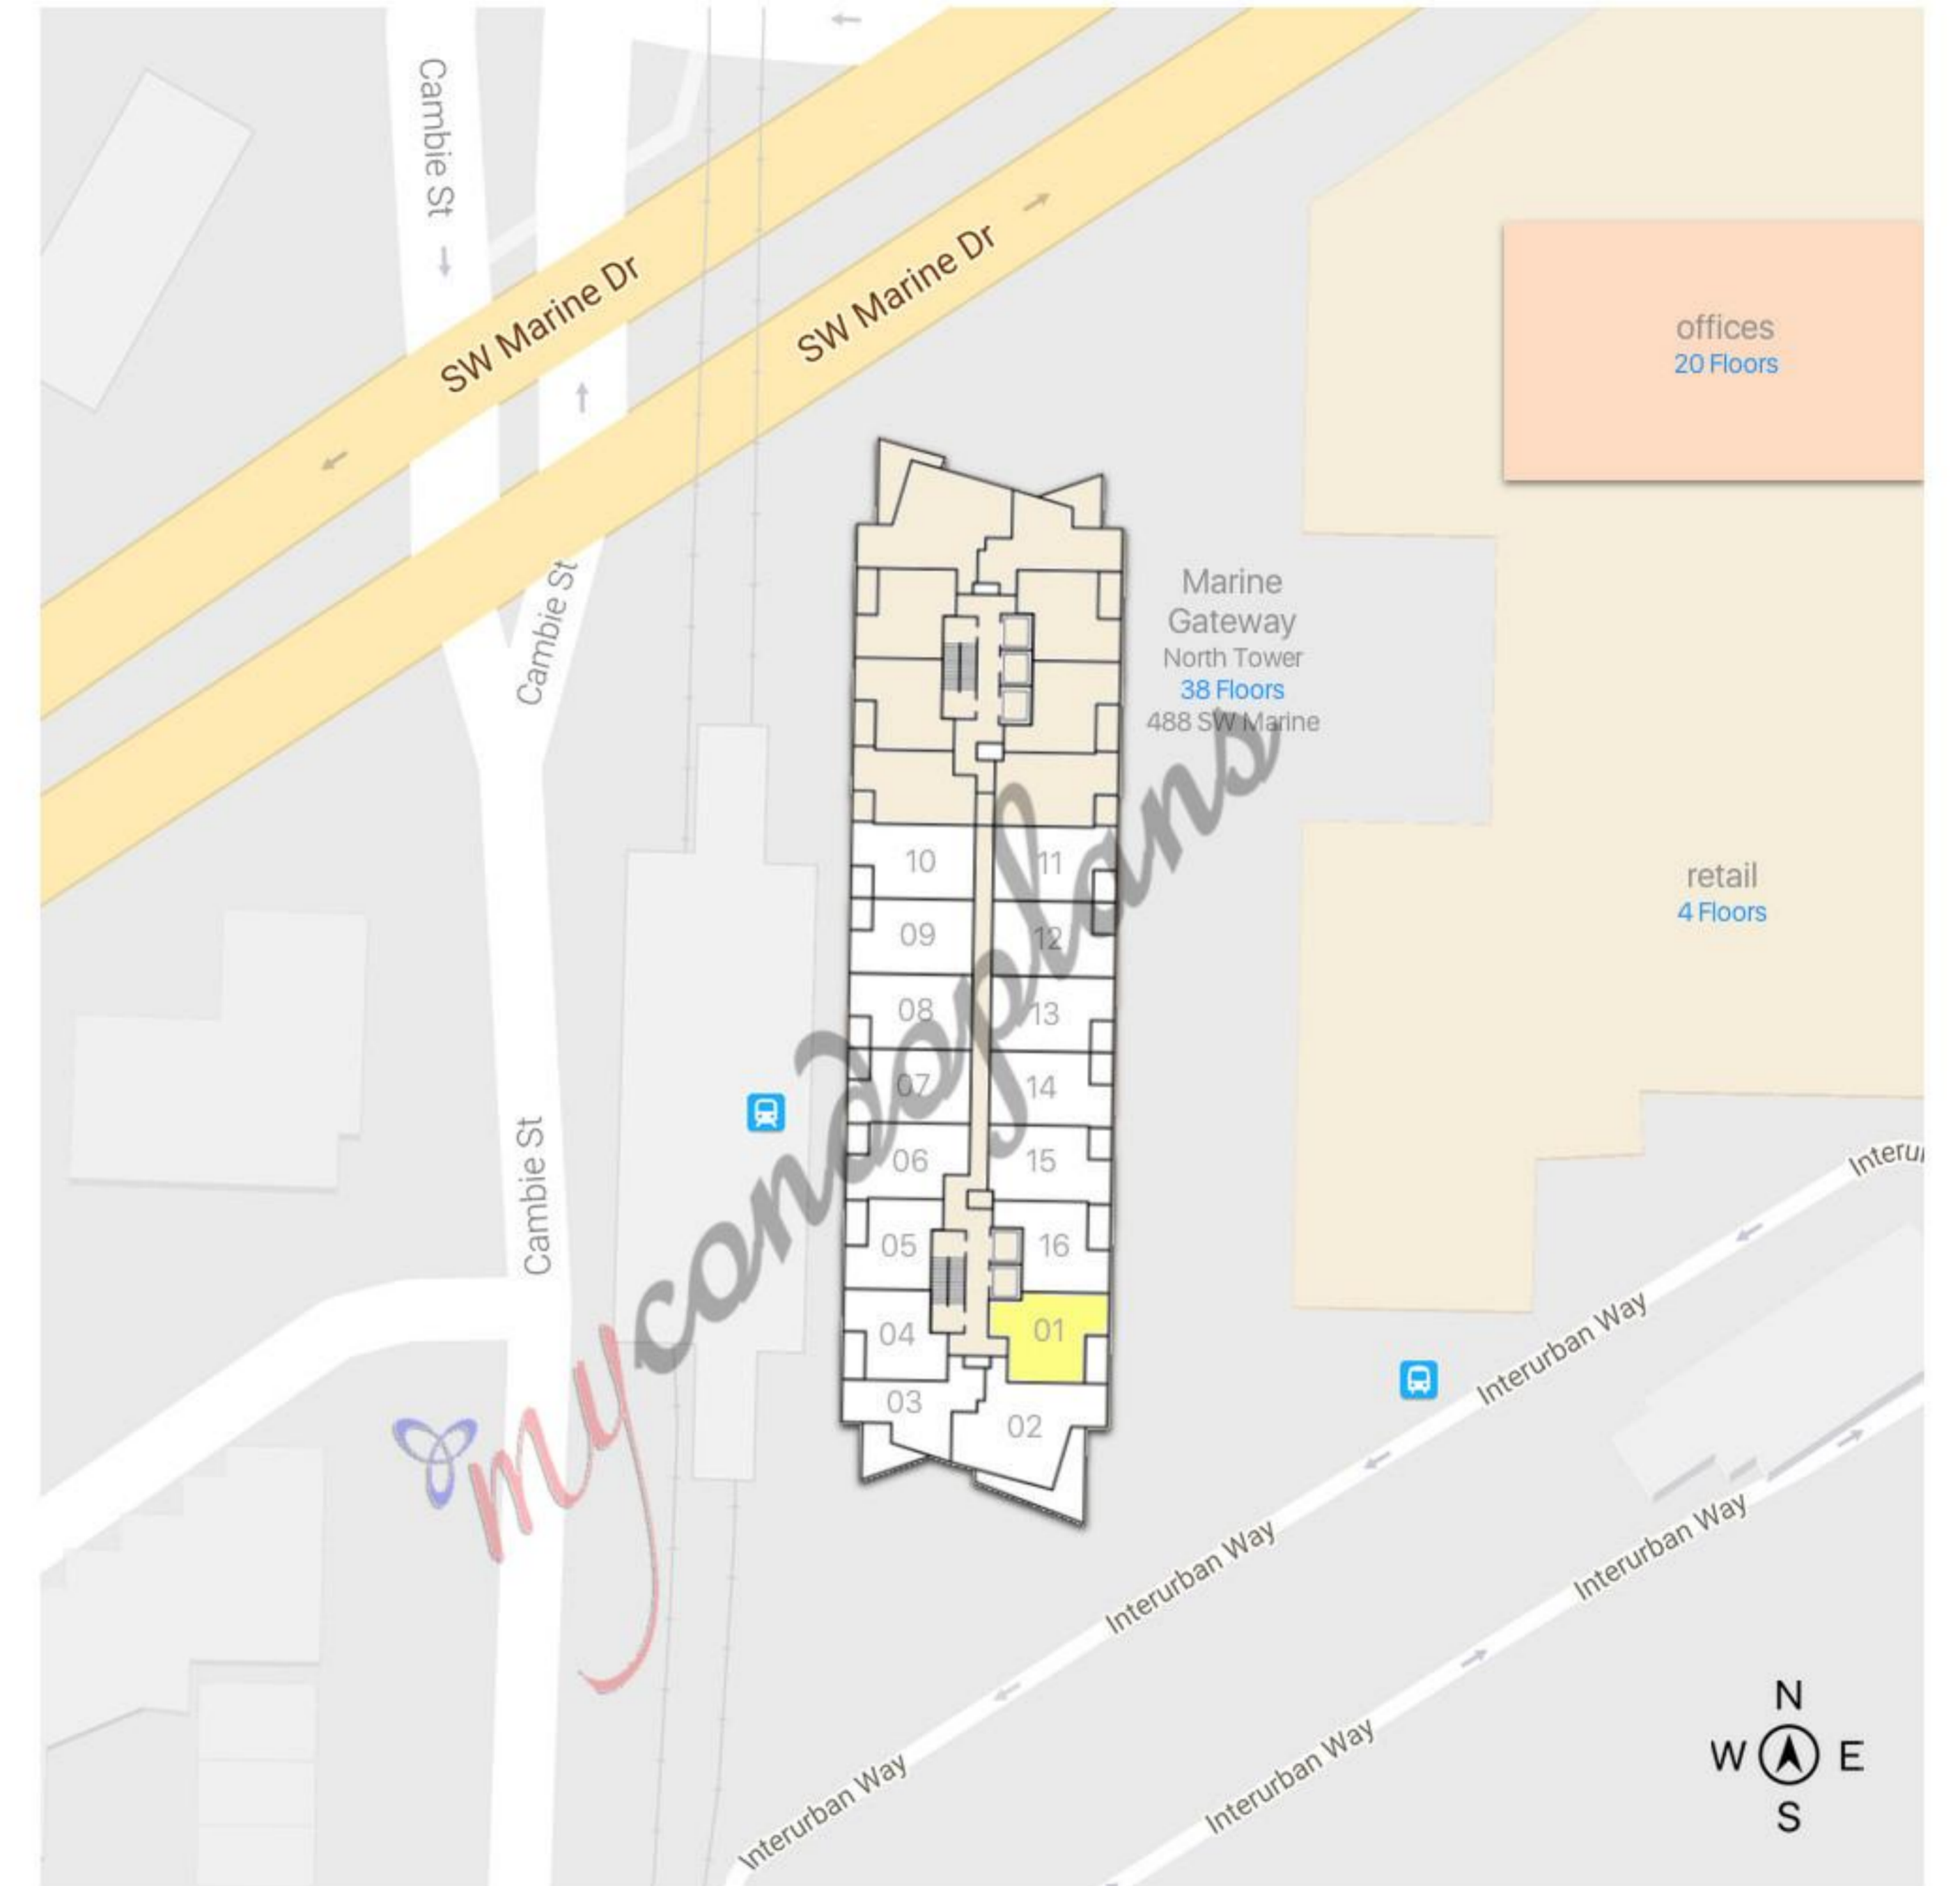 Cambie St
SW Marine Dr
SW Marine Dr
offices
20 Floors
Cambie St
Marine
Gateway
North Tower
38 Floors
488 SW Marine
10
11
retail
4 Floors
09
12
08
13
07
14
06
15
Cambie St
05
16
04
01
03
02
mycondoplans
Interurban Way
Interurban Way
Interurban Way
Interurban Way
Interurban Way
N
W
E
S